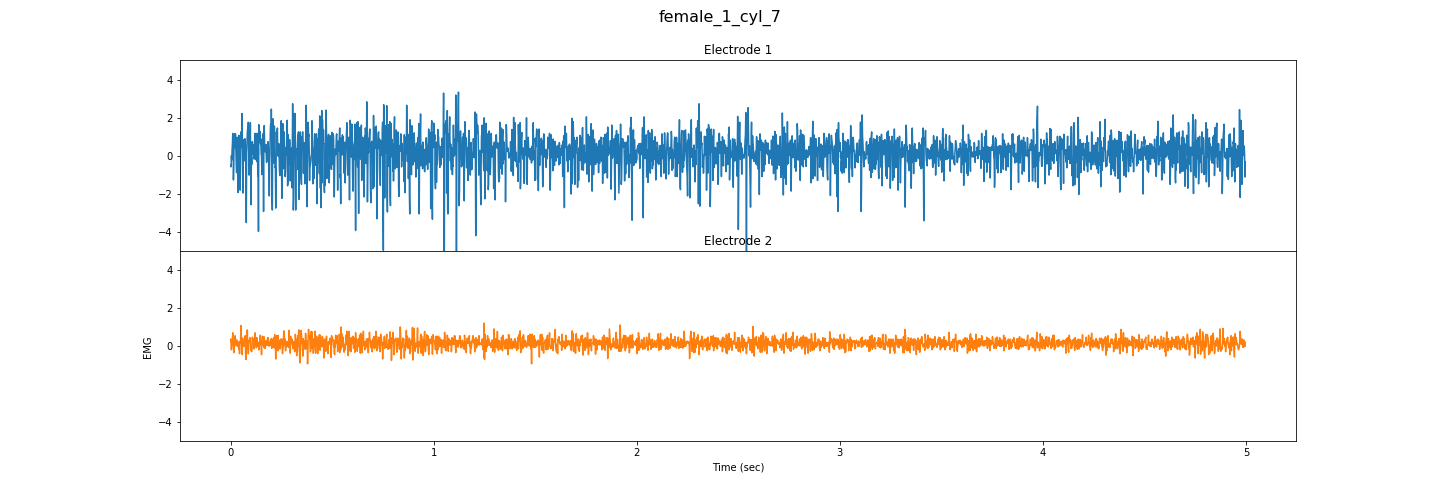 female_1_cyl_7
Electrode 1
4
2
0
−2
−4
Electrode 2
4
2
0
−2
−4
EMG
0 1 2 3 4 5
Time (sec)